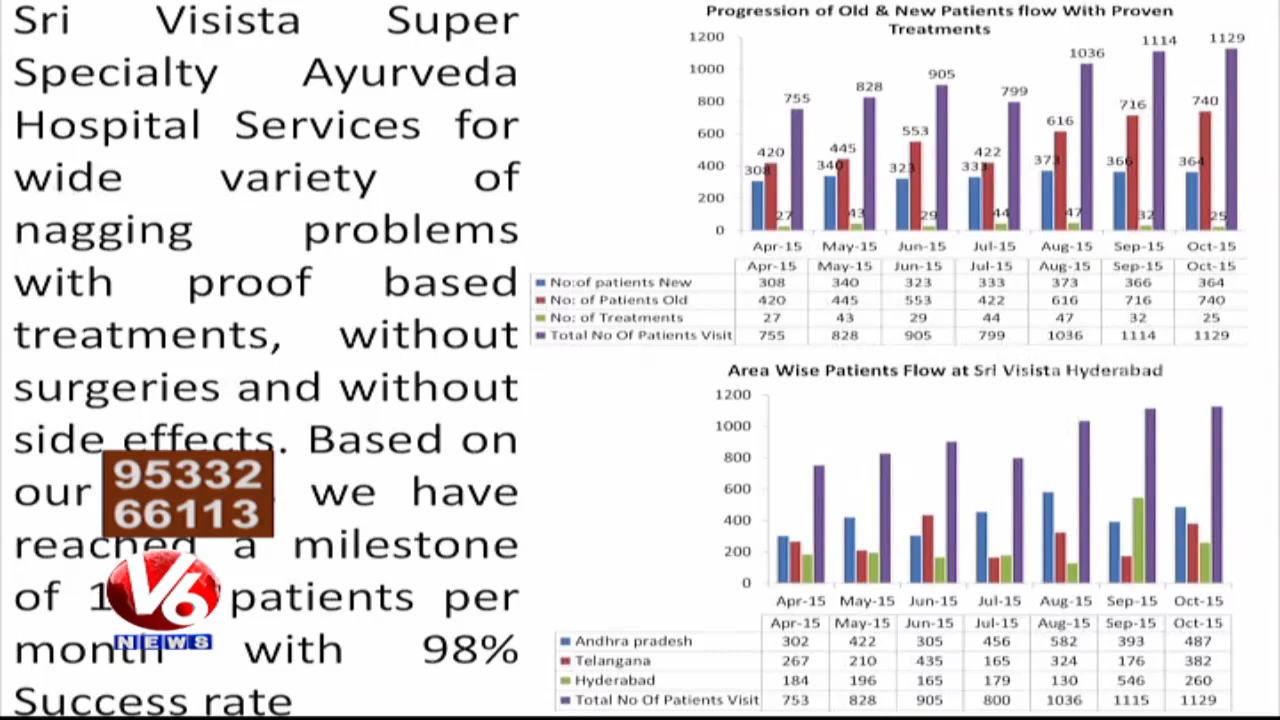 Sri Visista Super
Specialty Ayurveda
Hospital Services for
wide variety of
nagging problems
with proof based
treatments, without
surgeries and without
side effects. Based on
our we have
reached a milestone
of patients per
month with 98%
Success rate
95332
66113
V6
NEWS
Progression of Old & New Patients flow With Proven
Treatments
1200
1000
800
600
400
200
0
308 420 27 755
340 445 43 828
323 553 29 905
333 422 44 799
373 616 47 1036
366 716 32 1114
364 740 25 1129
Apr-15 May-15 Jun-15 Jul-15 Aug-15 Sep-15 Oct-15
Apr-15 May-15 Jun-15 Jul-15 Aug-15 Sep-15 Oct-15
No:of patients New 308 340 323 333 373 366 364
No: of Patients Old 420 445 553 422 616 716 740
No: of Treatments 27 43 29 44 47 32 25
Total No Of Patients Visit 755 828 905 799 1036 1114 1129
Area Wise Patients Flow at Sri Visista Hyderabad
1200
1000
800
600
400
200
0
Apr-15 May-15 Jun-15 Jul-15 Aug-15 Sep-15 Oct-15
Apr-15 May-15 Jun-15 Jul-15 Aug-15 Sep-15 Oct-15
Andhra pradesh 302 422 305 456 582 393 487
Telangana 267 210 435 165 324 176 382
Hyderabad 184 196 165 179 130 546 260
Total No Of Patients Visit 753 828 905 800 1036 1115 1129